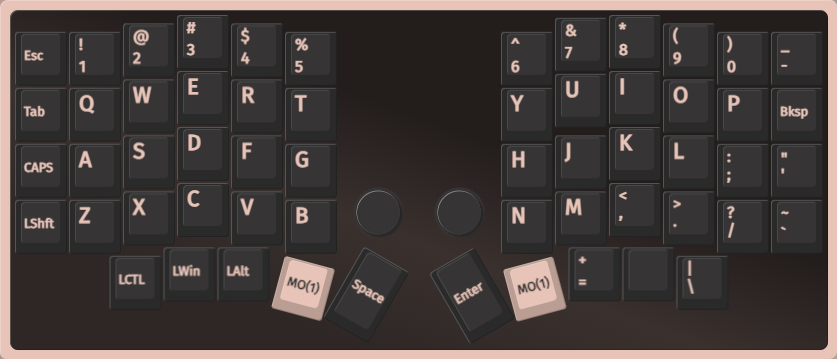 Esc ! 1 @ 2 # 3 $ 4 % 5 ^ 6 & 7 * 8 ( 9 ) 0 _ -
Tab Q W E R T Y U I O P Bksp
CAPS A S D F G H J K L : ; " '
LShft Z X C V B N M < , > . ? / ~ `
LCTL LWin LAlt MO(1) Space Enter MO(1) + = | \